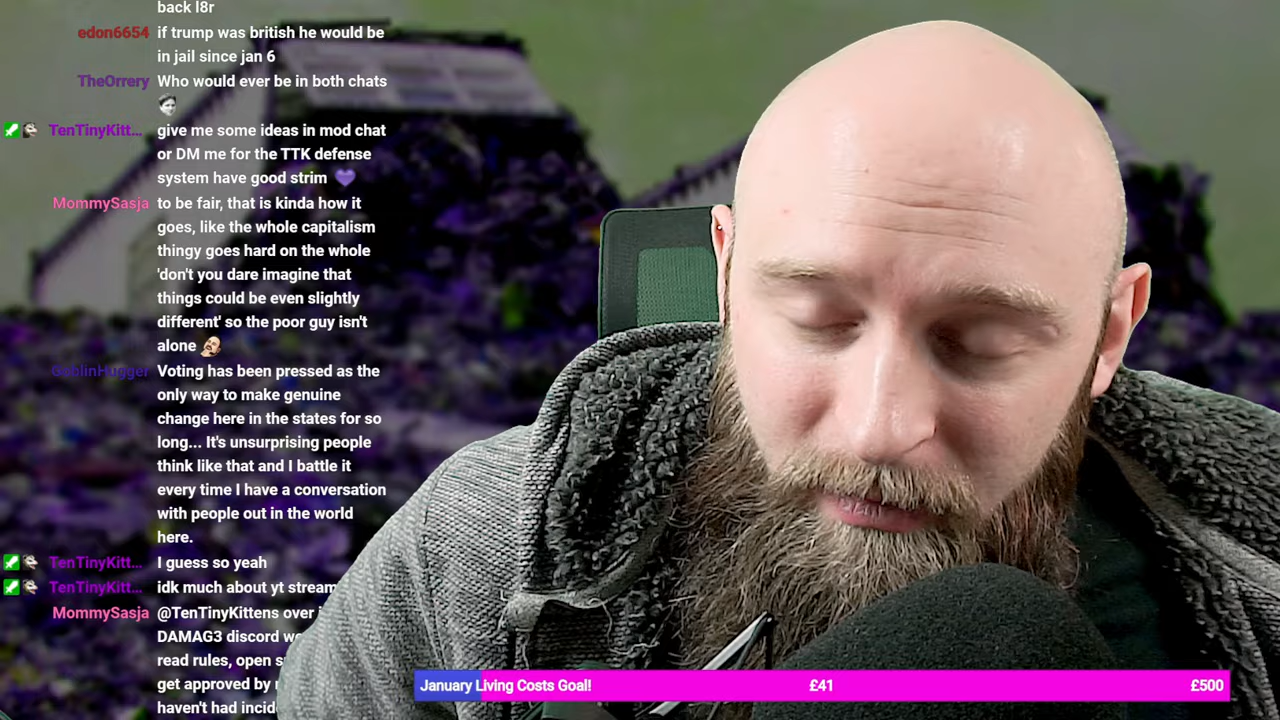 back l8r
edon6654 if trump was british he would be
in jail since jan 6
TheOrrery Who would ever be in both chats
TenTinyKitt... give me some ideas in mod chat
or DM me for the TTK defense
system have good strim
MommySasja to be fair, that is kinda how it
goes, like the whole capitalism
thingy goes hard on the whole
'don't you dare imagine that
things could be even slightly
different' so the poor guy isn't
alone
GoblinHugger Voting has been pressed as the
only way to make genuine
change here in the states for so
long... It's unsurprising people
think like that and I battle it
every time I have a conversation
with people out in the world
here.
TenTinyKitt... I guess so yeah
TenTinyKitt... idk much about yt stream
MommySasja @TenTinyKittens over
DAMAG3 discord
read rules, open
get approved by
haven't had
January Living Costs Goal! £41 £500